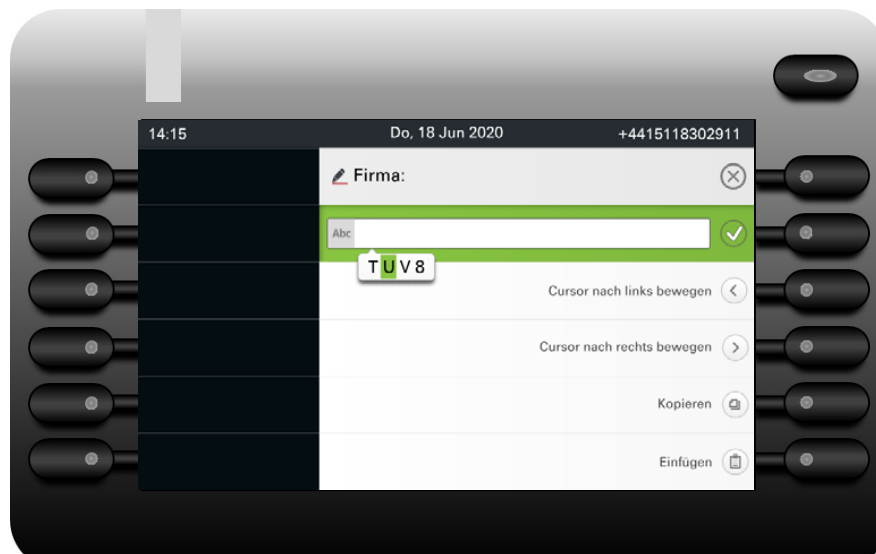 14:15 Do, 18 Jun 2020 +4415118302911
Firma:
Abc
T U V 8
Cursor nach links bewegen
Cursor nach rechts bewegen
Kopieren
Einfügen